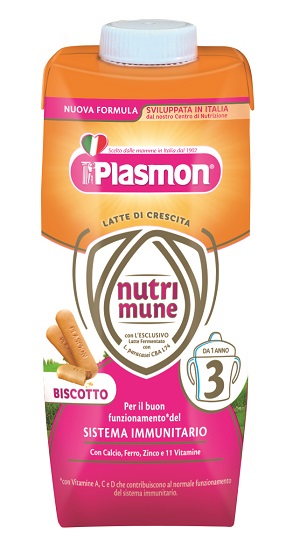 NUOVA FORMULA
SVILUPPATA IN ITALIA
dal nostro Centro di Nutrizione
Scelto dalle mamme in Italia dal 1902
Plasmon®
LATTE DI CRESCITA
nutri
mune
con L'ESCLUSIVO
Latte Fermentato
con
L. paracasei CBA L74
DA 1 ANNO
3
PLASMON
BISCOTTO
Per il buon
funzionamento*del
SISTEMA IMMUNITARIO
Con Calcio, Ferro, Zinco e 11 Vitamine
*con Vitamine A, C e D che contribuiscono al normale funzionamento
del sistema immunitario.